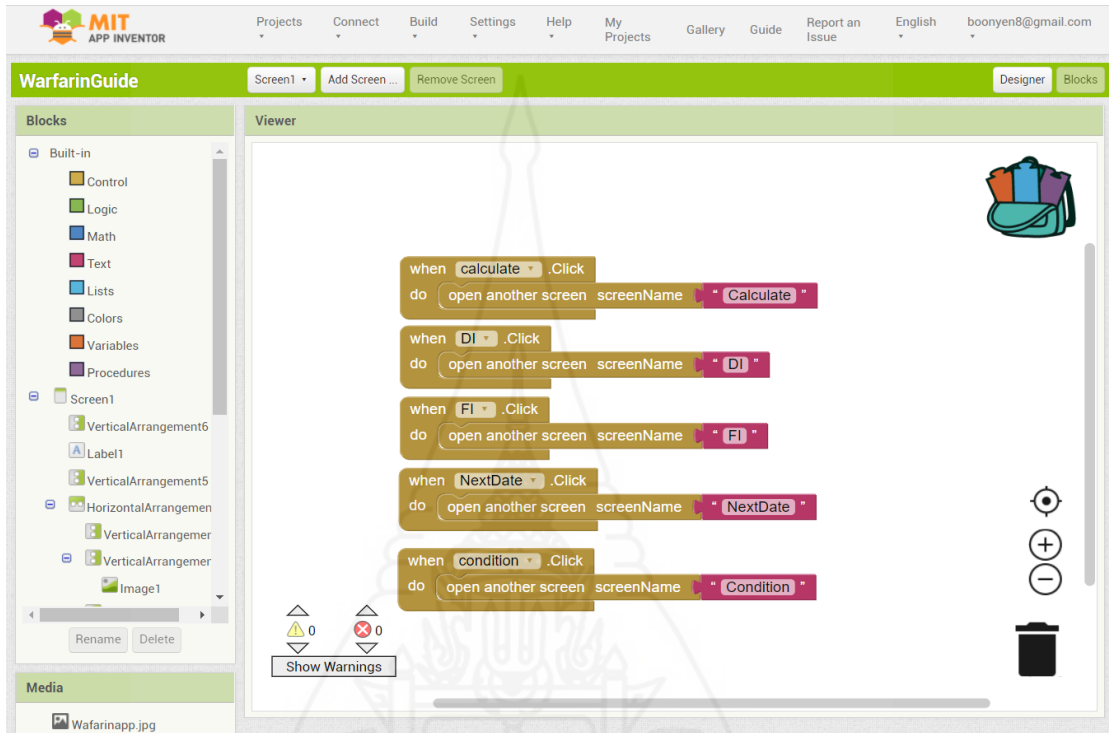 MIT
APP INVENTOR
Projects Connect Build Settings Help My Projects Gallery Guide Report an Issue English boonyen8@gmail.com
WarfarinGuide Screen1 Add Screen ... Remove Screen Designer Blocks
Blocks
Viewer
Built-in
Control
Logic
Math
Text
Lists
Colors
Variables
Procedures
Screen1
VerticalArrangement6
Label1
VerticalArrangement5
HorizontalArrangemen
VerticalArrangemer
VerticalArrangemer
Image1
Rename Delete
Media
Wafarinapp.jpg
when calculate .Click
do open another screen screenName " Calculate "
when DI .Click
do open another screen screenName " DI "
when FI .Click
do open another screen screenName " FI "
when NextDate .Click
do open another screen screenName " NextDate "
when condition .Click
do open another screen screenName " Condition "
0 0
Show Warnings